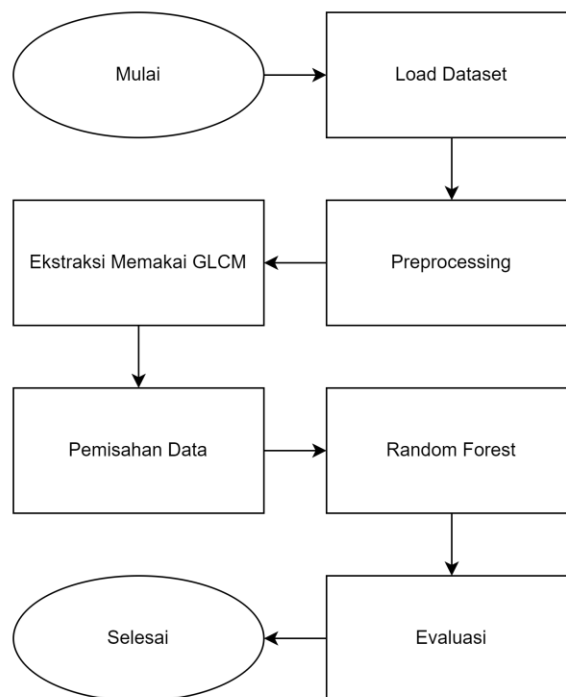 Mulai
Load Dataset
Preprocessing
Ekstraksi Memakai GLCM
Pemisahan Data
Random Forest
Evaluasi
Selesai